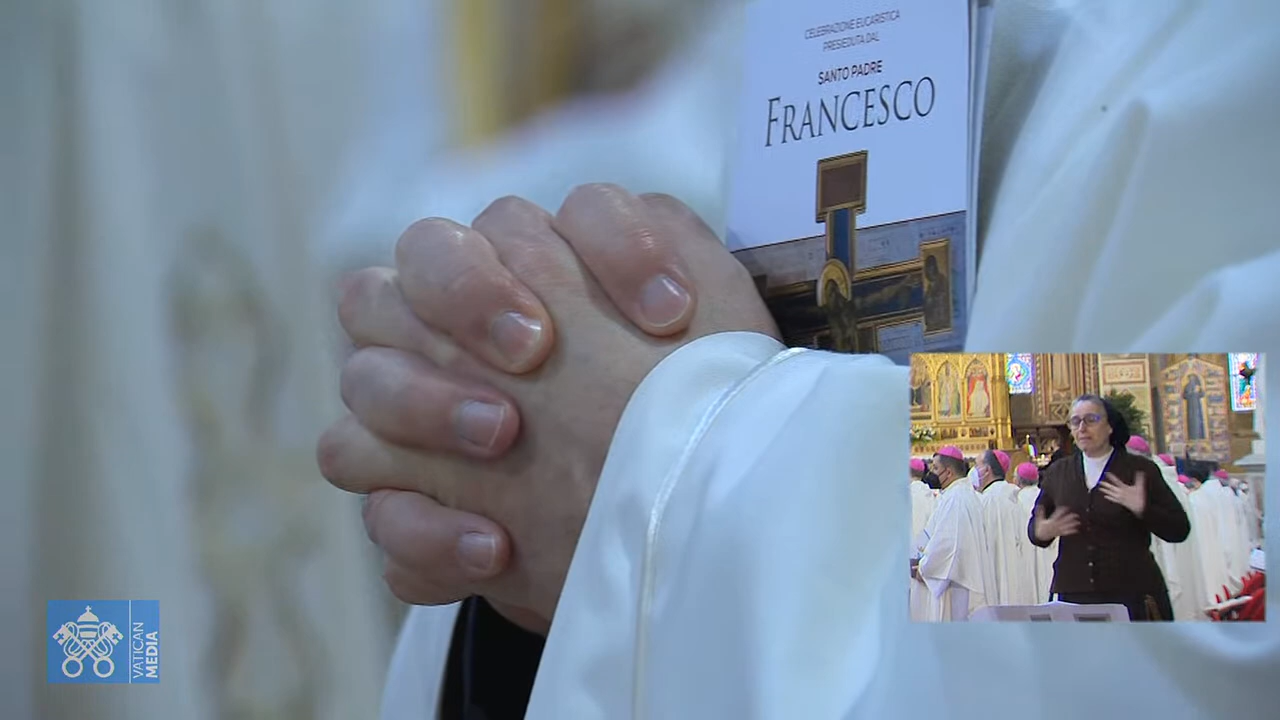 CELEBRAZIONE EUCARISTICA
PRESIEDUTA DAL
SANTO PADRE
FRANCESCO
VATICAN
MEDIA